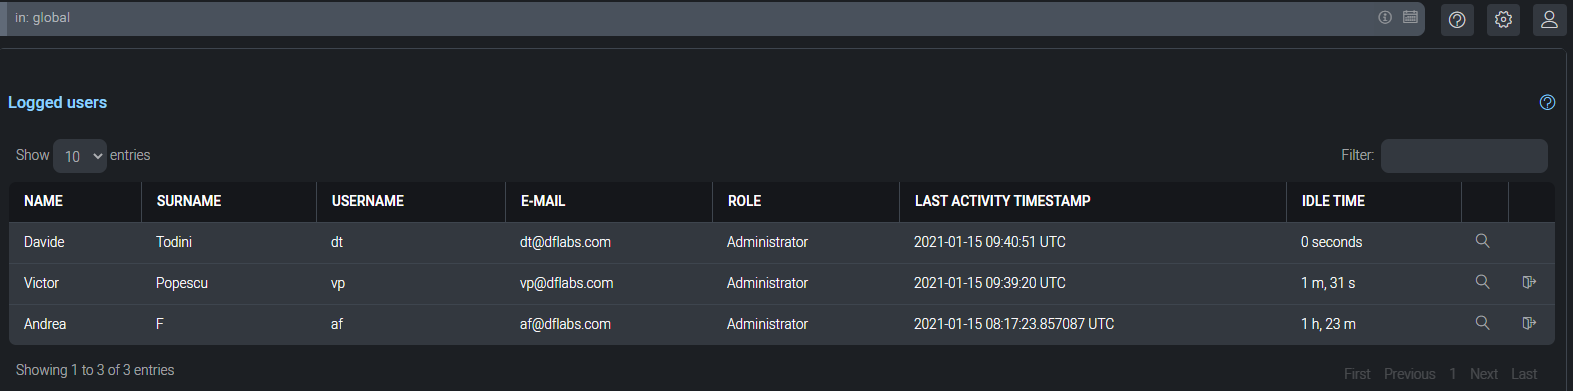 in: global
Logged users
Show 10 entries Filter:
NAME SURNAME USERNAME E-MAIL ROLE LAST ACTIVITY TIMESTAMP IDLE TIME
Davide Todini dt dt@dflabs.com Administrator 2021-01-15 09:40:51 UTC 0 seconds
Victor Popescu vp vp@dflabs.com Administrator 2021-01-15 09:39:20 UTC 1 m, 31 s
Andrea F af af@dflabs.com Administrator 2021-01-15 08:17:23.857087 UTC 1 h, 23 m
Showing 1 to 3 of 3 entries First Previous 1 Next Last